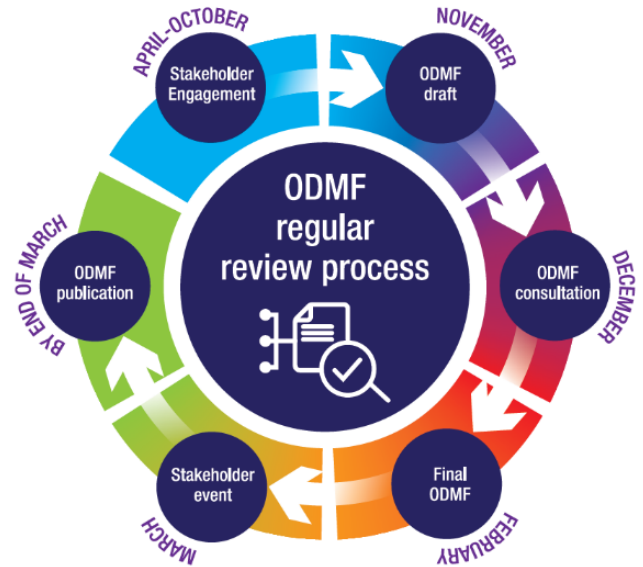 APRIL-OCTOBER
Stakeholder
Engagement
NOVEMBER
ODMF
draft
DECEMBER
ODMF
consultation
FEBRUARY
Final
ODMF
MARCH
Stakeholder
event
BY END OF MARCH
ODMF
publication
ODMF
regular
review process